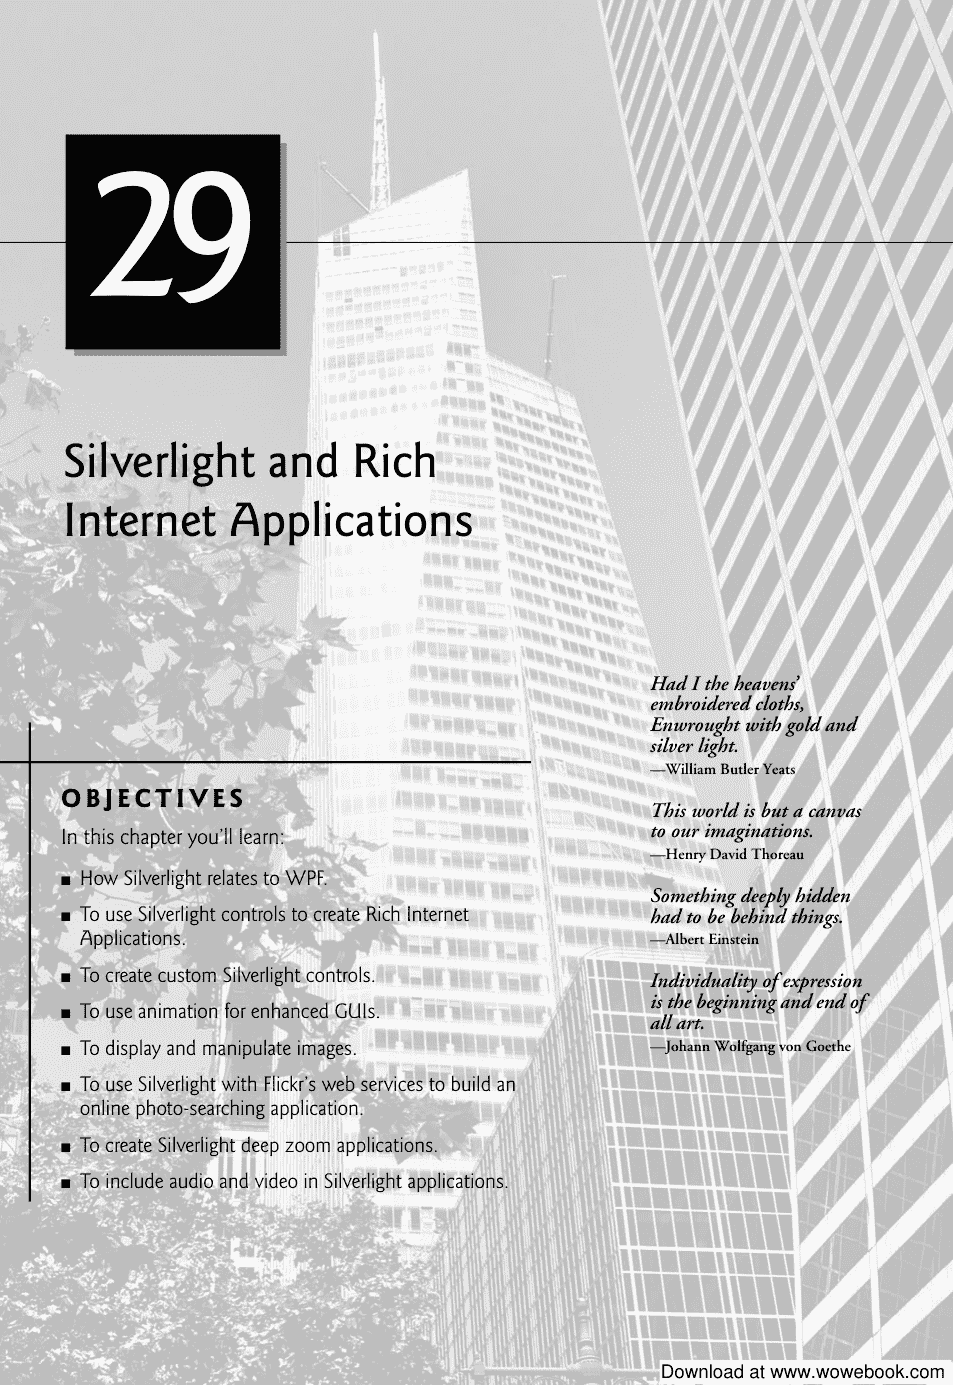 29
Silverlight and Rich
Internet Applications
Had I the heavens’
embroidered cloths,
Enwrought with gold and
silver light.
—William Butler Yeats
This world is but a canvas
to our imaginations.
—Henry David Thoreau
Something deeply hidden
had to be behind things.
—Albert Einstein
Individuality of expression
is the beginning and end of
all art.
—Johann Wolfgang von Goethe
OBJECTIVES
In this chapter you’ll learn:
■ How Silverlight relates to WPF.
■ To use Silverlight controls to create Rich Internet
Applications.
■ To create custom Silverlight controls.
■ To use animation for enhanced GUIs.
■ To display and manipulate images.
■ To use Silverlight with Flickr’s web services to build an
online photo-searching application.
■ To create Silverlight deep zoom applications.
■ To include audio and video in Silverlight applications.
Download at www.wowebook.com